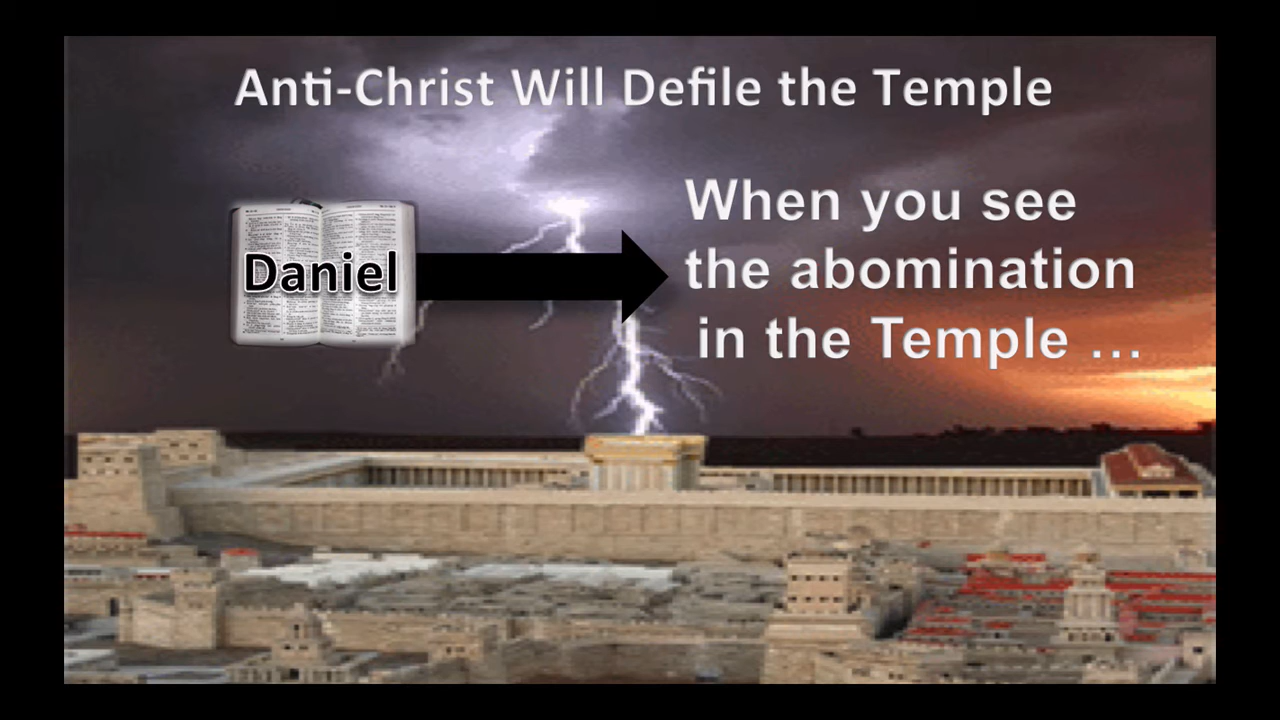 Anti-Christ Will Defile the Temple
Daniel
When you see
the abomination
in the Temple ...